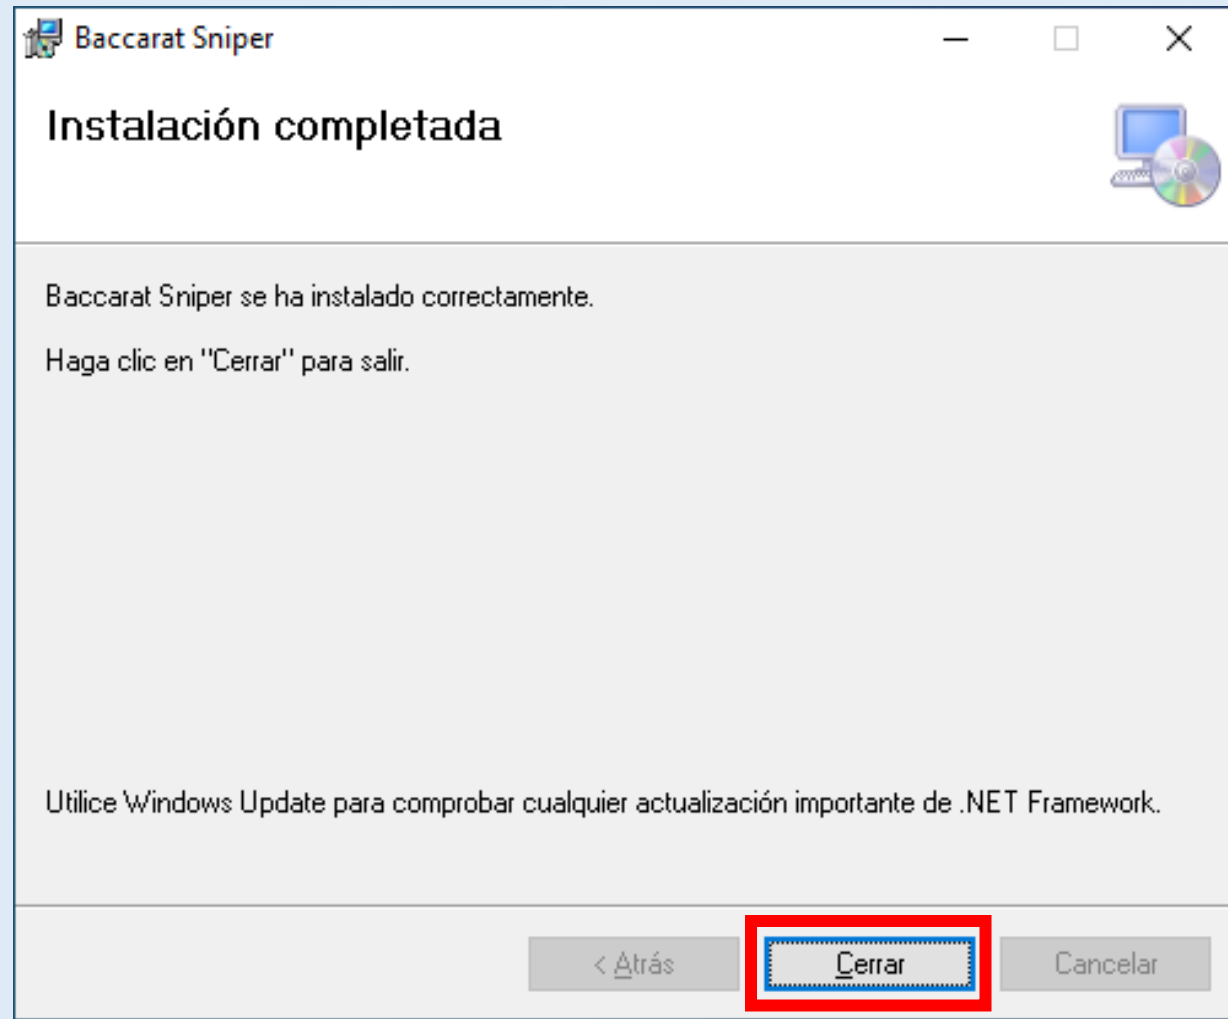 Baccarat Sniper
Instalación completada
Baccarat Sniper se ha instalado correctamente.
Haga clic en "Cerrar" para salir.
Utilice Windows Update para comprobar cualquier actualización importante de .NET Framework.
< Atrás
Cerrar
Cancelar